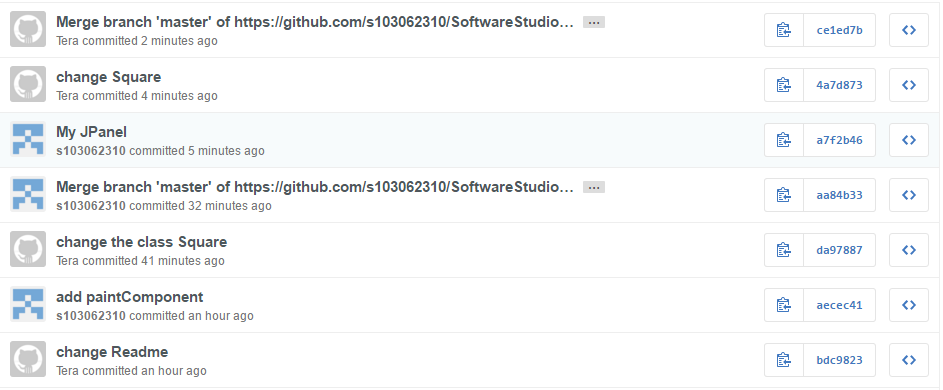 Merge branch 'master' of https://github.com/s103062310/SoftwareStudio… …
Tera committed 2 minutes ago
ce1ed7b
change Square
Tera committed 4 minutes ago
4a7d873
My JPanel
s103062310 committed 5 minutes ago
a7f2b46
Merge branch 'master' of https://github.com/s103062310/SoftwareStudio… …
s103062310 committed 32 minutes ago
aa84b33
change the class Square
Tera committed 41 minutes ago
da97887
add paintComponent
s103062310 committed an hour ago
aecec41
change Readme
Tera committed an hour ago
bdc9823